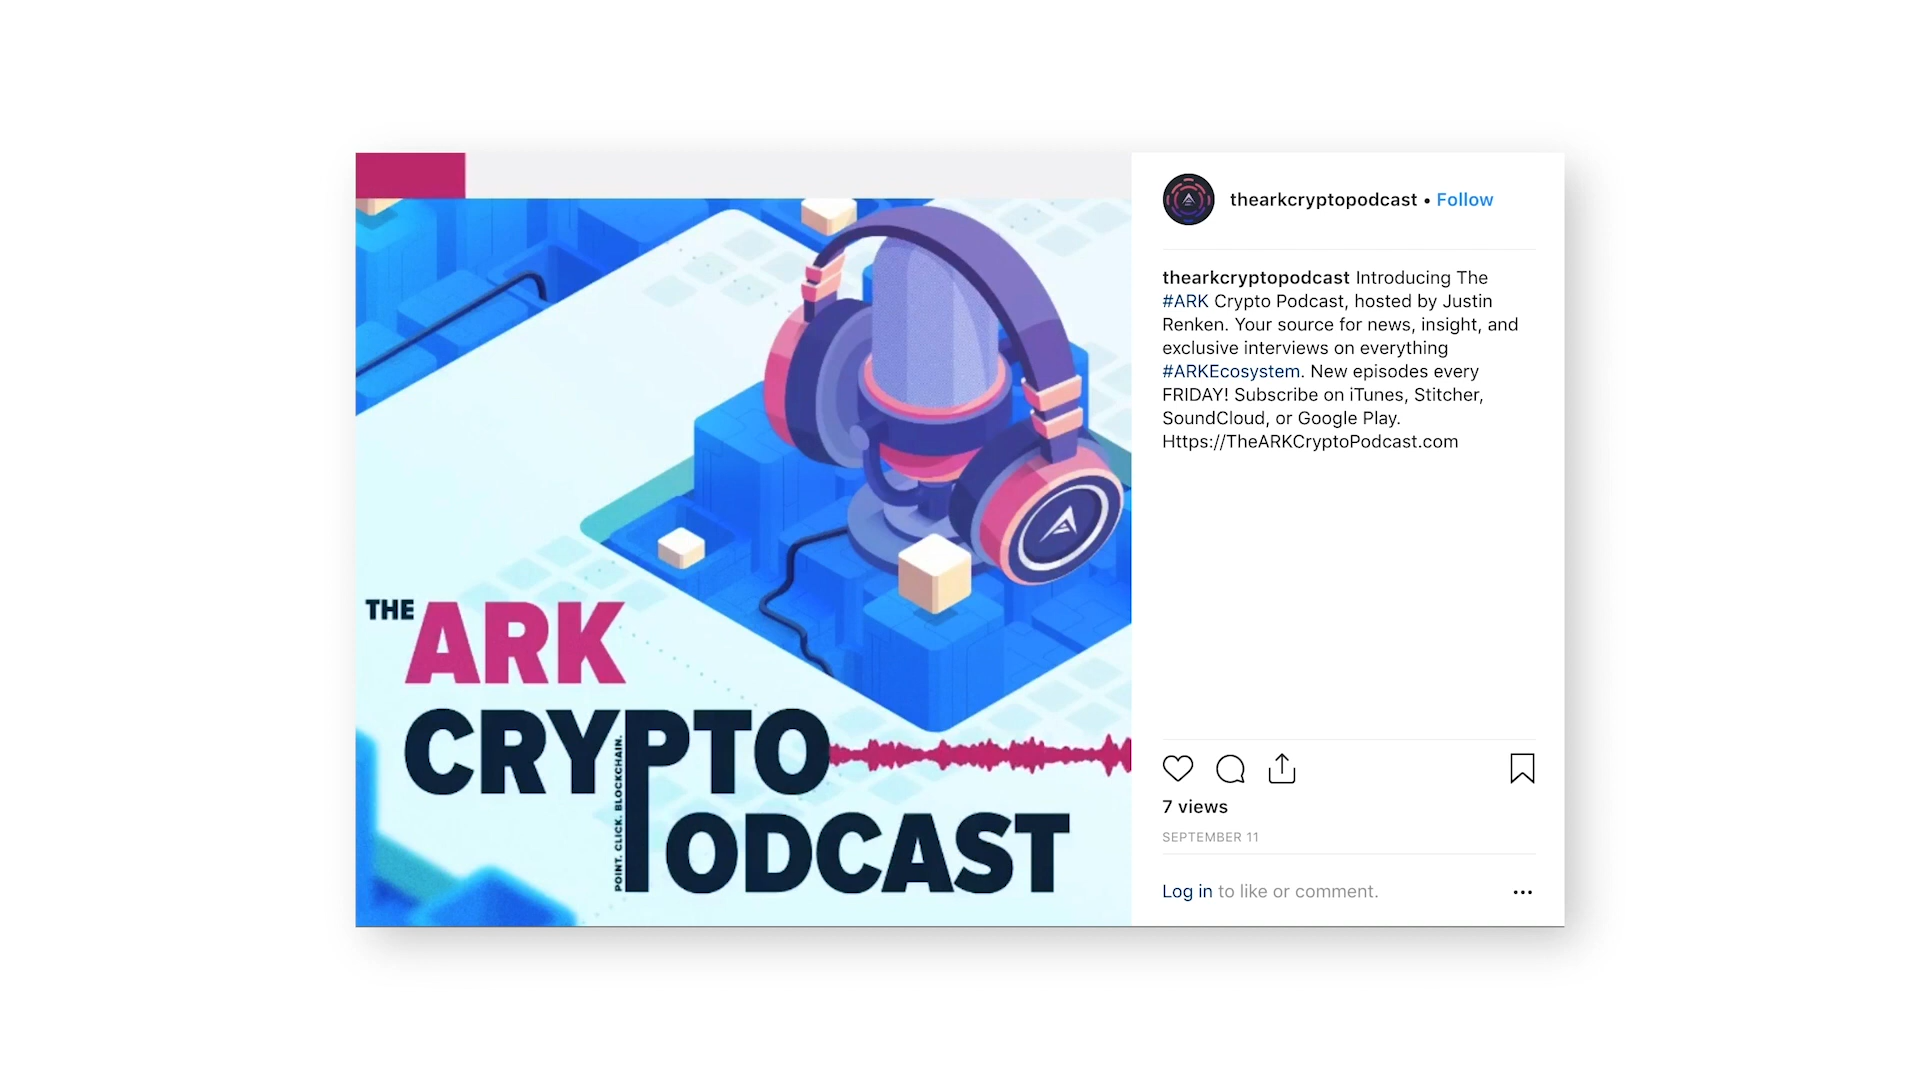 THE
ARK
CRYPTO
PODCAST
POINT. CLICK. BLOCKCHAIN.
thearkcryptopodcast • Follow
thearkcryptopodcast Introducing The
#ARK Crypto Podcast, hosted by Justin
Renken. Your source for news, insight, and
exclusive interviews on everything
#ARKEcosystem. New episodes every
FRIDAY! Subscribe on iTunes, Stitcher,
SoundCloud, or Google Play.
Https://TheARKCryptoPodcast.com
7 views
SEPTEMBER 11
Log in to like or comment.